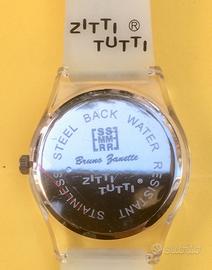 ZITTI ®
TUTTI
STAINLESS STEEL BACK WATER RESISTANT
[SS
MM
RR]
Bruno Zanette
ZITTI
TUTTI ®
subito